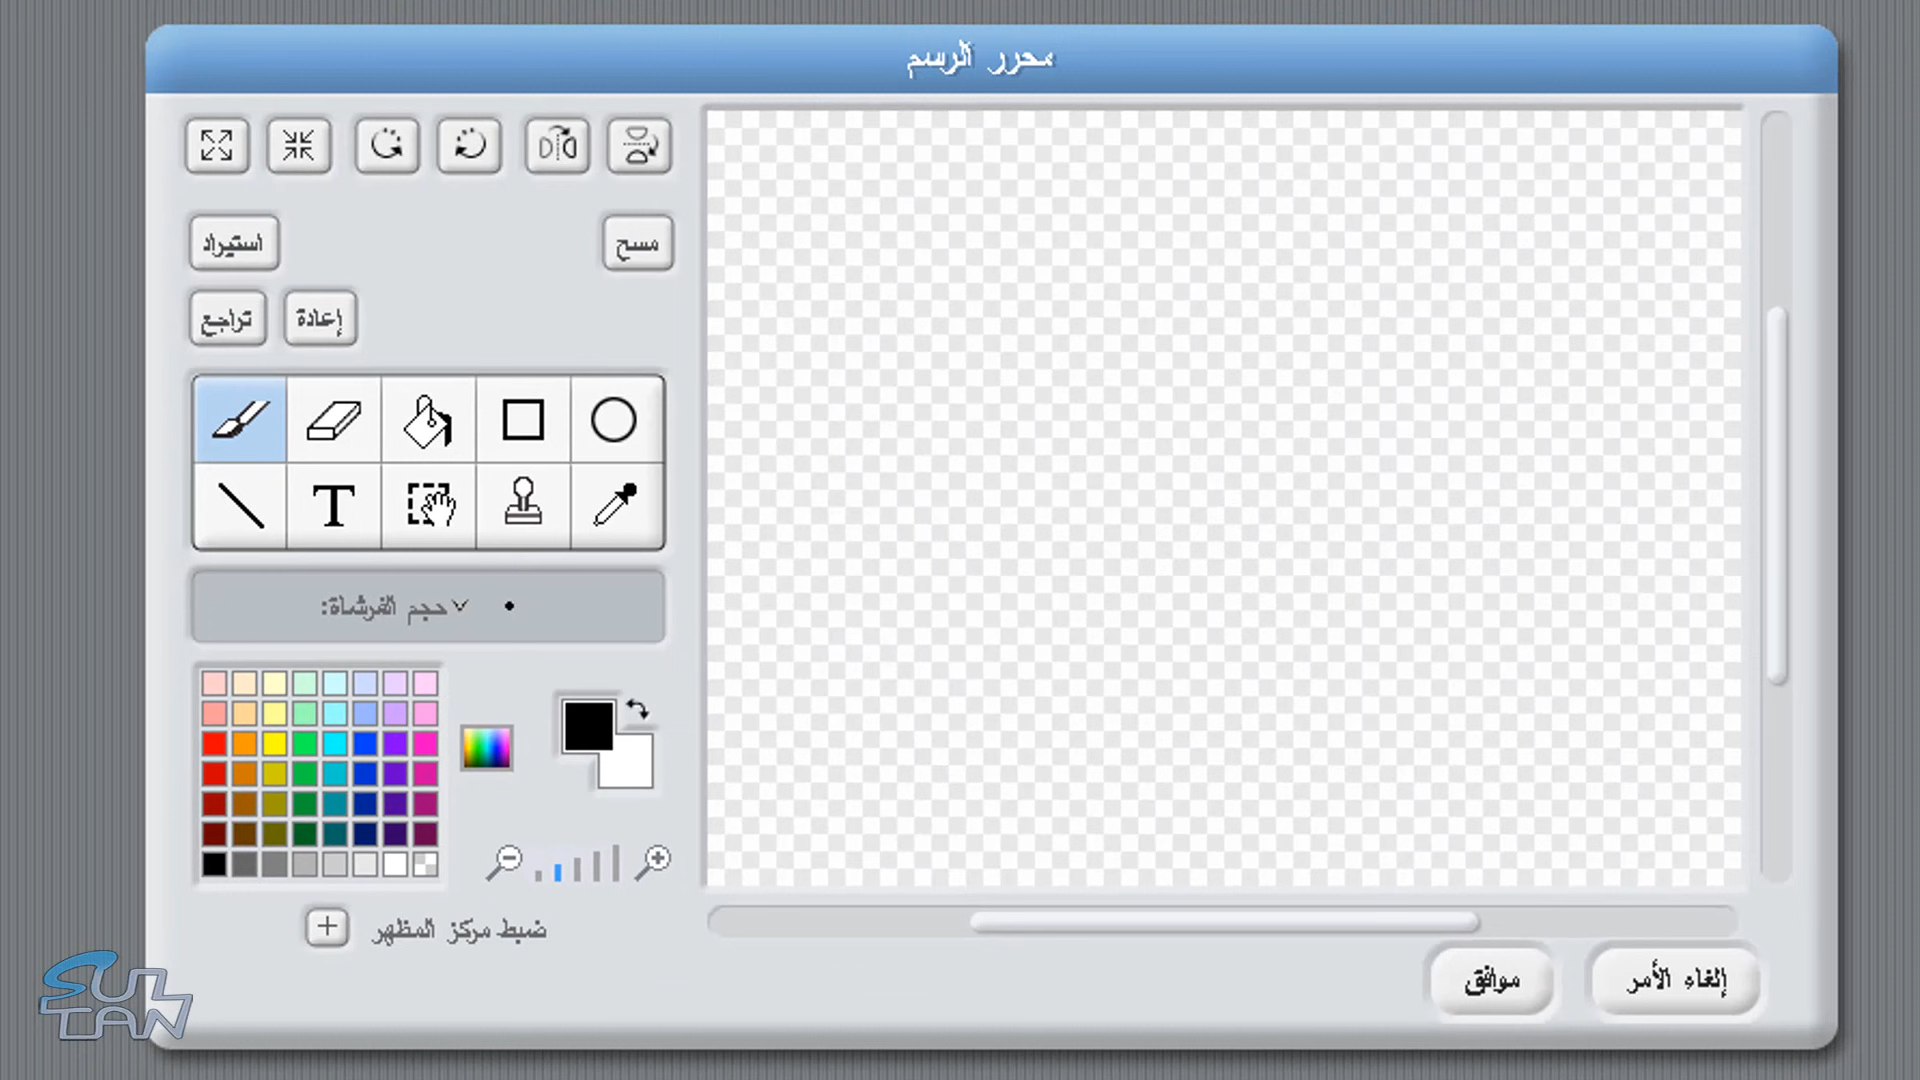 محرر الرسم
استيراد
مسح
تراجع
إعادة
T
حجم الفرشاة:
ضبط مركز المظهر
موافق
إلغاء الأمر
SULTAN